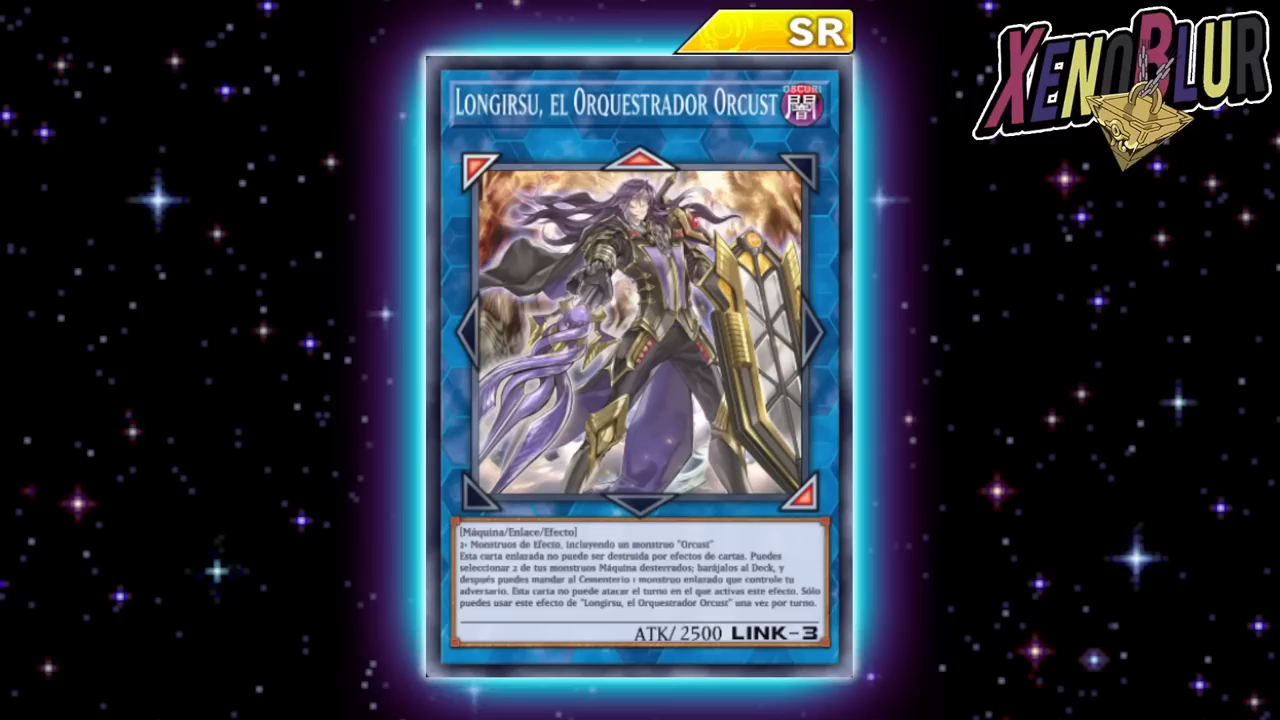 SR
XENOBLUR
LONGIRSU, EL ORQUESTRADOR ORCUST
OSCURI
闇
[Máquina/Enlace/Efecto]
2+ Monstruos de Efecto, incluyendo un monstruo "Orcust"
Esta carta enlazada no puede ser destruida por efectos de cartas. Puedes
seleccionar 2 de tus monstruos Máquina desterrados; barájalos al Deck, y
después puedes mandar al Cementerio 1 monstruo enlazado que controle tu
adversario. Esta carta no puede atacar el turno en el que activas este efecto. Sólo
puedes usar este efecto de "Longirsu, el Orquestrador Orcust" una vez por turno.
ATK/ 2500 LINK-3